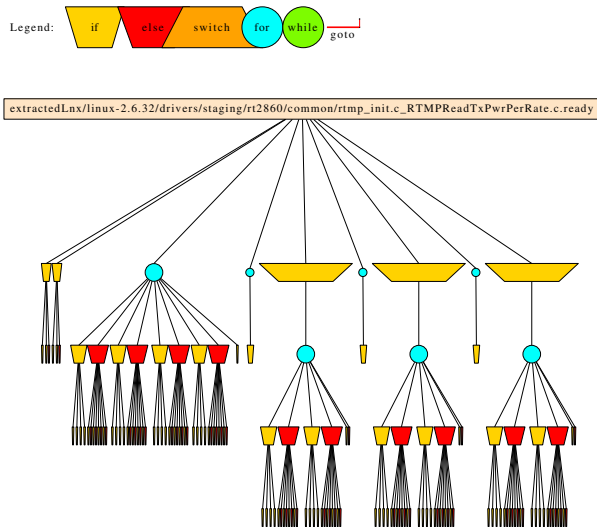 Legend: if else switch for while goto
extractedLnx/linux-2.6.32/drivers/staging/rt2860/common/rtmp_init.c_RTMPReadTxPwrPerRate.c.ready